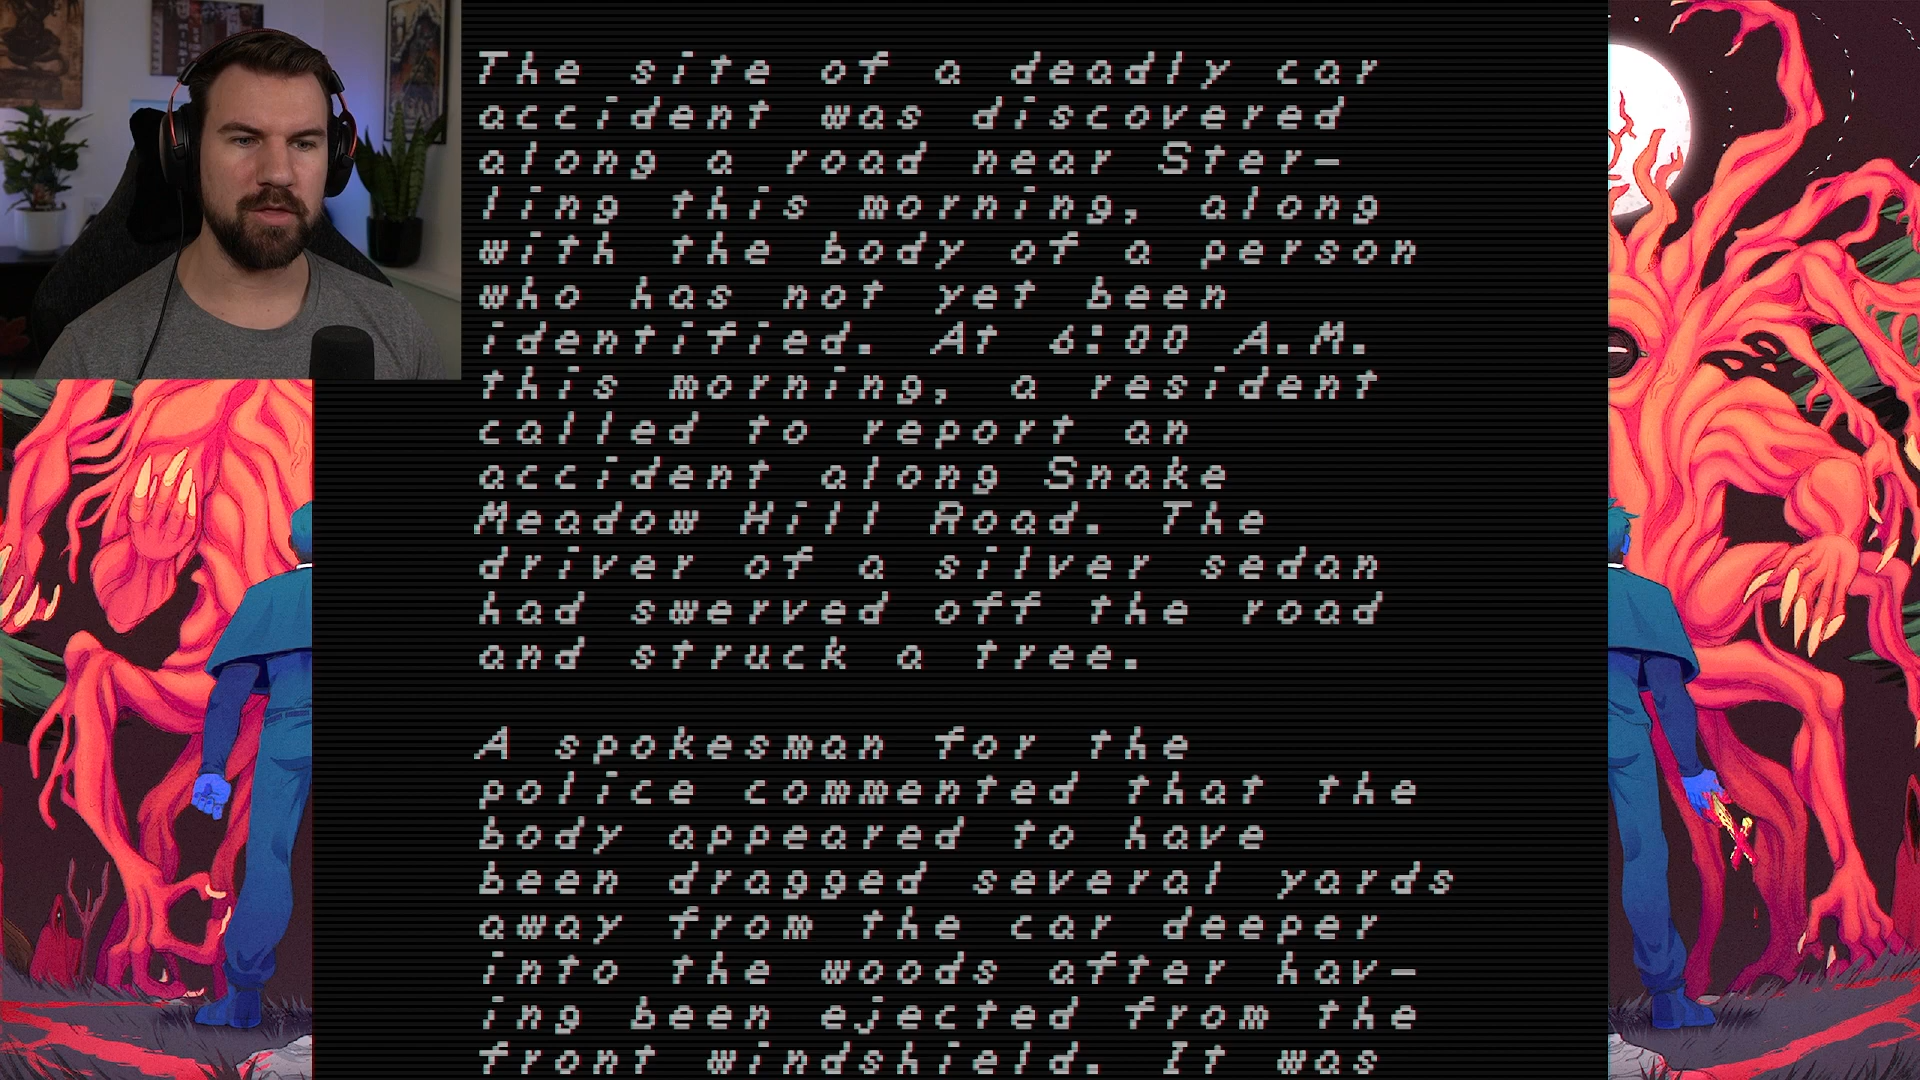 The site of a deadly car
accident was discovered
along a road near Ster-
ling this morning, along
with the body of a person
who has not yet been
identified. At 6:00 A.M.
this morning, a resident
called to report an
accident along Snake
Meadow Hill Road. The
driver of a silver sedan
had swerved off the road
and struck a tree.
A spokesman for the
police commented that the
body appeared to have
been dragged several yards
away from the car deeper
into the woods after hav-
ing been ejected from the
front windshield. It was